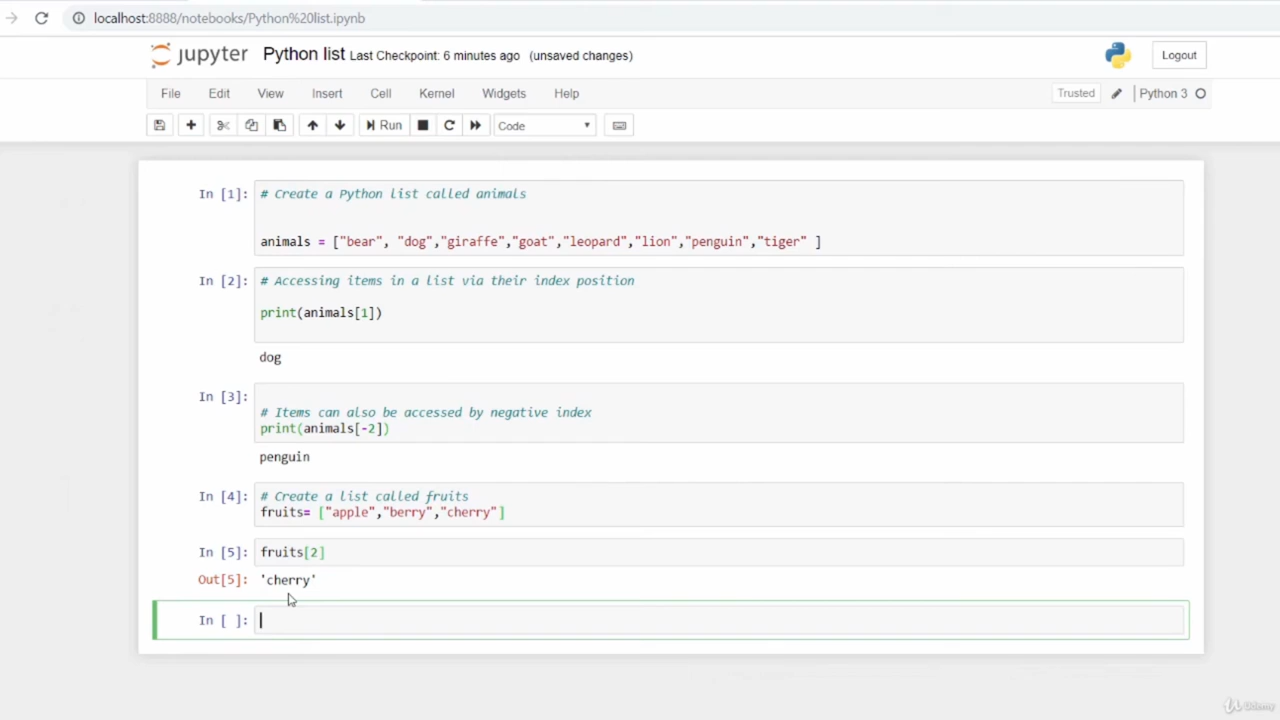 localhost:8888/notebooks/Python%20list.ipynb
jupyter Python list Last Checkpoint: 6 minutes ago (unsaved changes) Logout
File Edit View Insert Cell Kernel Widgets Help Trusted Python 3
Run Code
In [1]: # Create a Python list called animals
animals = ["bear", "dog","giraffe","goat","leopard","lion","penguin","tiger" ]
In [2]: # Accessing items in a list via their index position
print(animals[1])
dog
In [3]:
# Items can also be accessed by negative index
print(animals[-2])
penguin
In [4]: # Create a list called fruits
fruits= ["apple","berry","cherry"]
In [5]: fruits[2]
Out[5]: 'cherry'
In [ ]:
Udemy